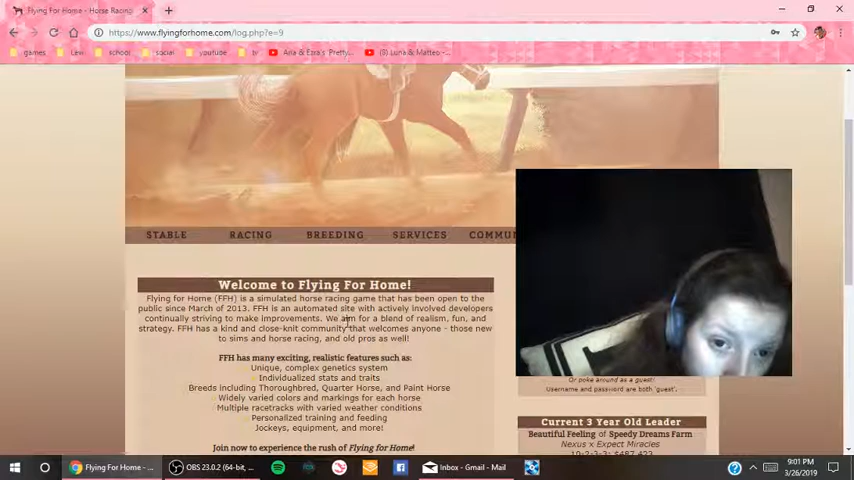 Flying For Home - Horse Racing
https://www.flyingforhome.com/log.php?e=9
games Lew school social youtube tv Aria & Ezra's Pretty... (5) Luna & Matteo -...
STABLE RACING BREEDING SERVICES COMMUN
Welcome to Flying For Home!
Flying for Home (FFH) is a simulated horse racing game that has been open to the
public since March of 2013. FFH is an automated site with actively involved developers
continually striving to make improvements. We aim for a blend of realism, fun, and
strategy. FFH has a kind and close-knit community that welcomes anyone - those new
to sims and horse racing, and old pros as well!
FFH has many exciting, realistic features such as:
Unique, complex genetics system
Individualized stats and traits
Breeds including Thoroughbred, Quarter Horse, and Paint Horse
Widely varied colors and markings for each horse
Multiple racetracks with varied weather conditions
Personalized training and feeding
Jockeys, equipment, and more!
Join now to experience the rush of Flying for Home!
Or poke around as a guest!
Username and password are both 'guest'.
Current 3 Year Old Leader
Beautiful Feeling of Speedy Dreams Farm
Nexus x Expect Miracles
Flying For Home - ... OBS 23.0.2 (64-bit, ... Inbox - Gmail - Mail
9:01 PM
3/26/2019